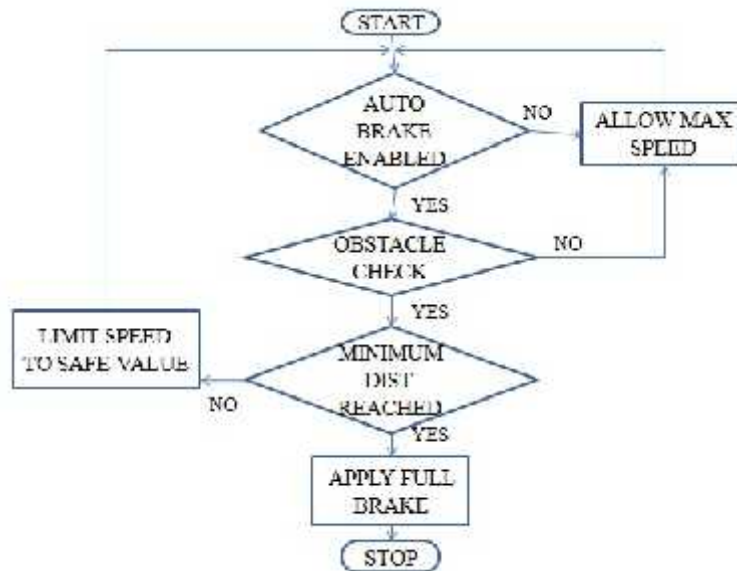 START
AUTO
BRAKE
ENABLED
NO
ALLOW MAX
SPEED
YES
OBSTACLE
CHECK
NO
YES
LIMIT SPEED
TO SAFE VALUE
MINIMUM
DIST
REACHED
NO
YES
APPLY FULL
BRAKE
STOP